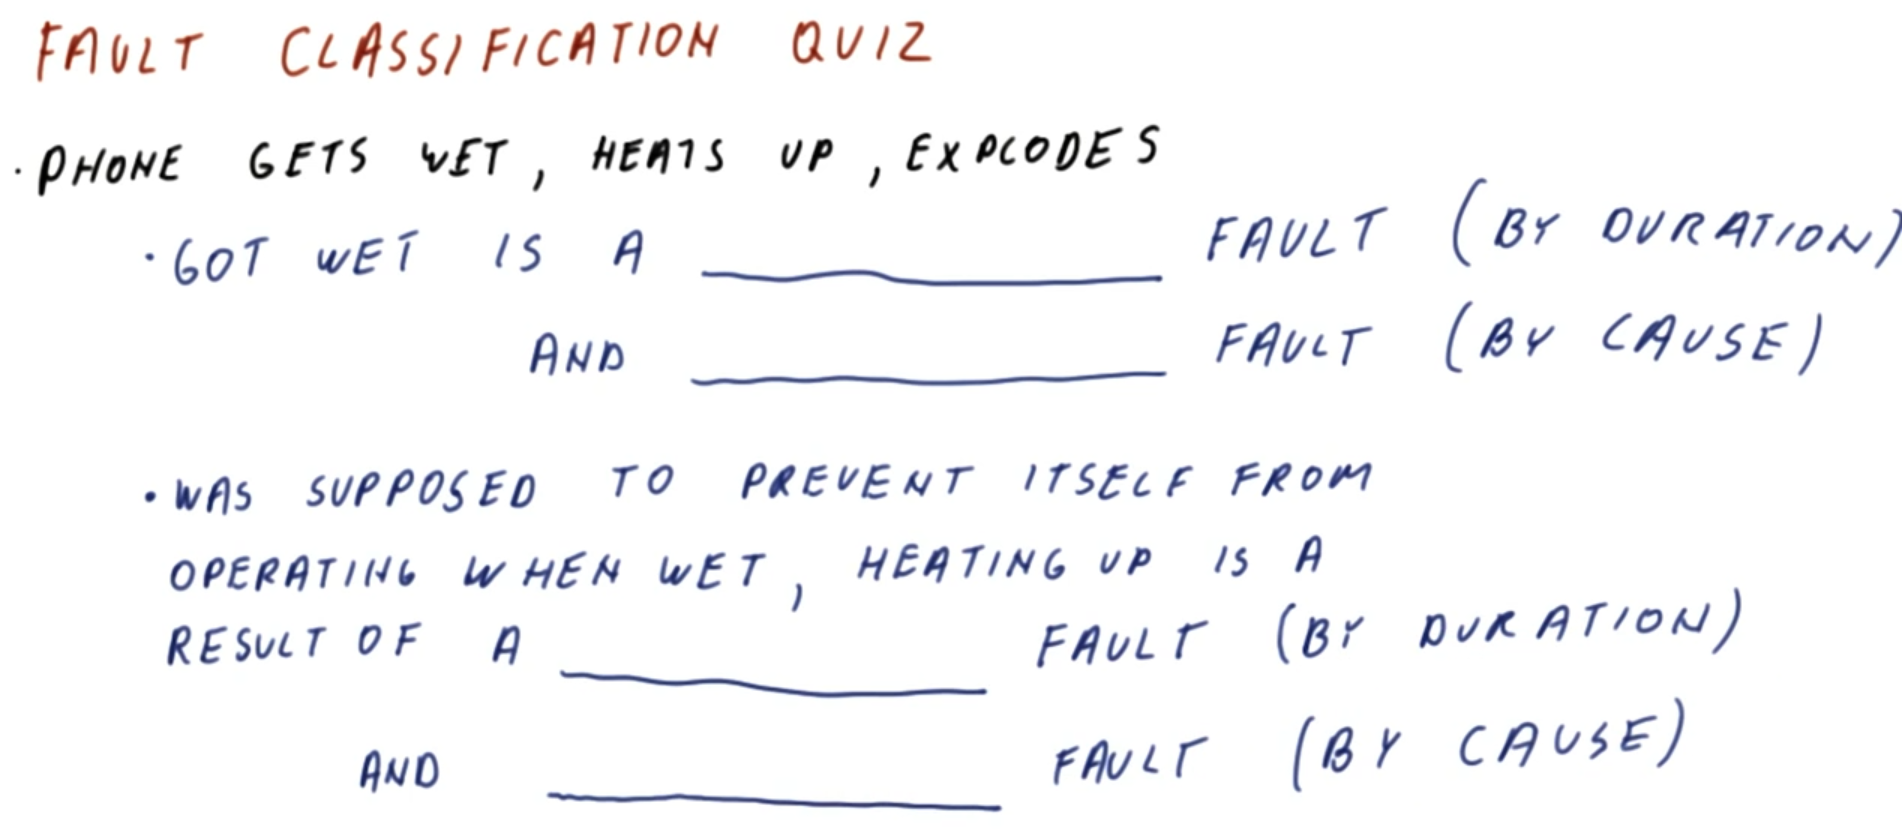 FAULT CLASSIFICATION QUIZ
· PHONE GETS WET, HEATS UP, EXPLODES
· GOT WET IS A ________ FAULT (BY DURATION)
AND ________ FAULT (BY CAUSE)
· WAS SUPPOSED TO PREVENT ITSELF FROM
OPERATING WHEN WET, HEATING UP IS A
RESULT OF A ________ FAULT (BY DURATION)
AND ________ FAULT (BY CAUSE)